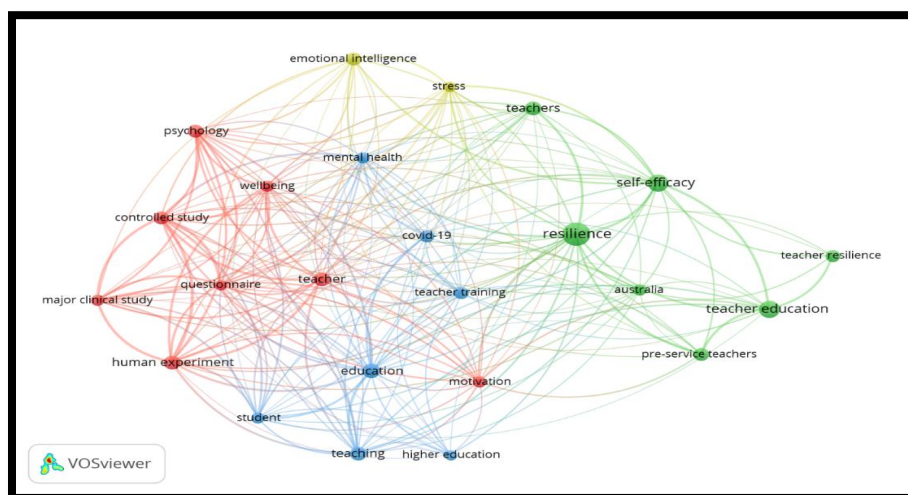 emotional intelligence
stress
teachers
psychology
mental health
wellbeing
self-efficacy
controlled study
covid-19
resilience
teacher resilience
questionnaire
teacher
teacher training
australia
major clinical study
teacher education
human experiment
pre-service teachers
education
motivation
student
teaching
higher education
VOSviewer